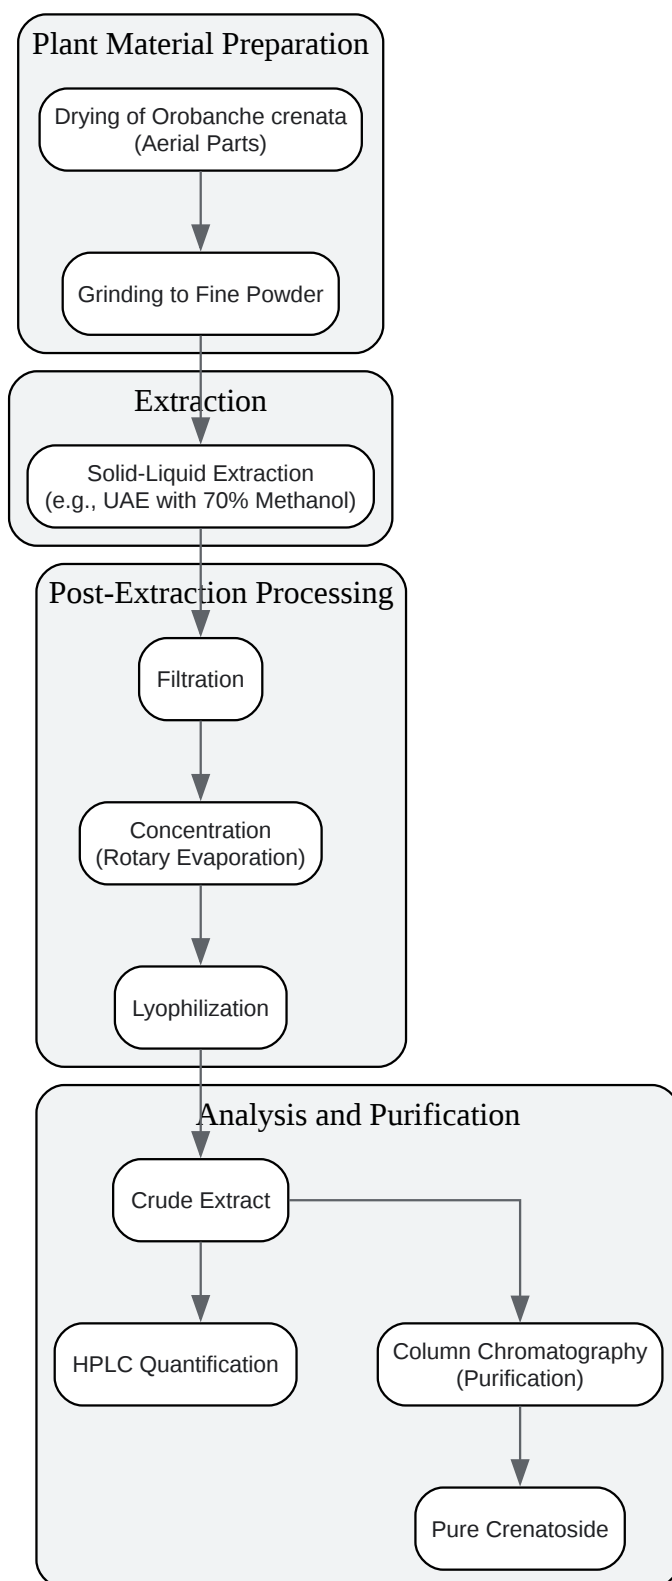 Plant Material Preparation
Drying of Orobanche crenata
(Aerial Parts)
Grinding to Fine Powder
Extraction
Solid-Liquid Extraction
(e.g., UAE with 70% Methanol)
Post-Extraction Processing
Filtration
Concentration
(Rotary Evaporation)
Lyophilization
Analysis and Purification
Crude Extract
HPLC Quantification
Column Chromatography
(Purification)
Pure Crenatoside